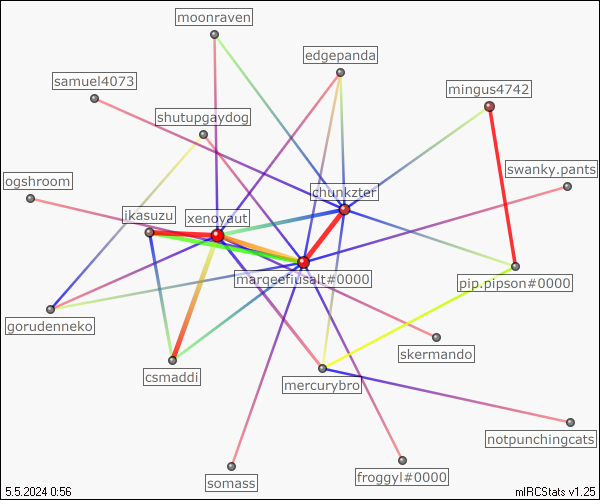 moonraven
edgepanda
samuel4073
mingus4742
shutupgaydog
swanky.pants
ogshroom
chunkzter
ikasuzu
xenoyaut
marqeefiusalt#0000
pip.pipson#0000
gorudenneko
skermando
csmaddi
mercurybro
notpunchingcats
somass
froggyl#0000
5.5.2024 0:56
mIRCStats v1.25